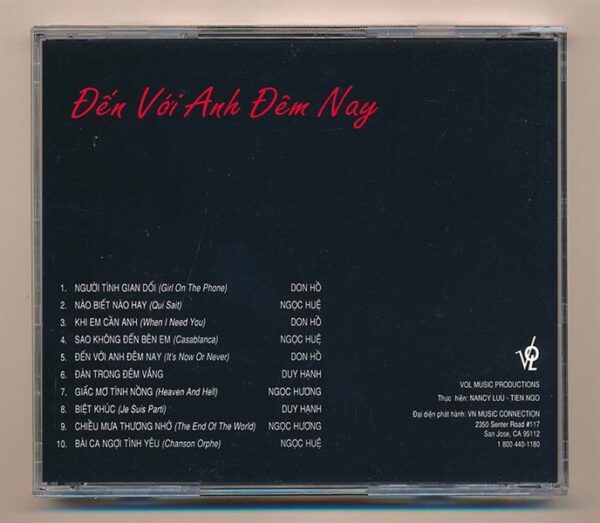 Đến Với Anh Đêm Nay
1. NGƯỜI TÌNH GIAN DỐI (Girl On The Phone) DON HỒ
2. NÀO BIẾT NÀO HAY (Qui Sait) NGỌC HUỆ
3. KHI EM CẦN ANH (When I Need You) DON HỒ
4. SAO KHÔNG ĐẾN BÊN EM (Casablanca) NGỌC HUỆ
5. ĐẾN VỚI ANH ĐÊM NAY (It's Now Or Never) DON HỒ
6. ĐÀN TRONG ĐÊM VẮNG DUY HẠNH
7. GIẤC MƠ TÌNH NỒNG (Heaven And Hell) NGỌC HƯƠNG
8. BIỆT KHÚC (Je Suis Parti) DUY HẠNH
9. CHIỀU MƯA THƯƠNG NHỚ (The End Of The World) NGỌC HƯƠNG
10. BÀI CA NGỢI TÌNH YÊU (Chanson Orphe) NGỌC HUỆ
VOL
VOL MUSIC PRODUCTIONS
Thực hiện: NANCY LUU - TIEN NGO
Đại diện phát hành: VN MUSIC CONNECTION
2350 Senter Road #117
San Jose, CA 95112
1 800 440-1180